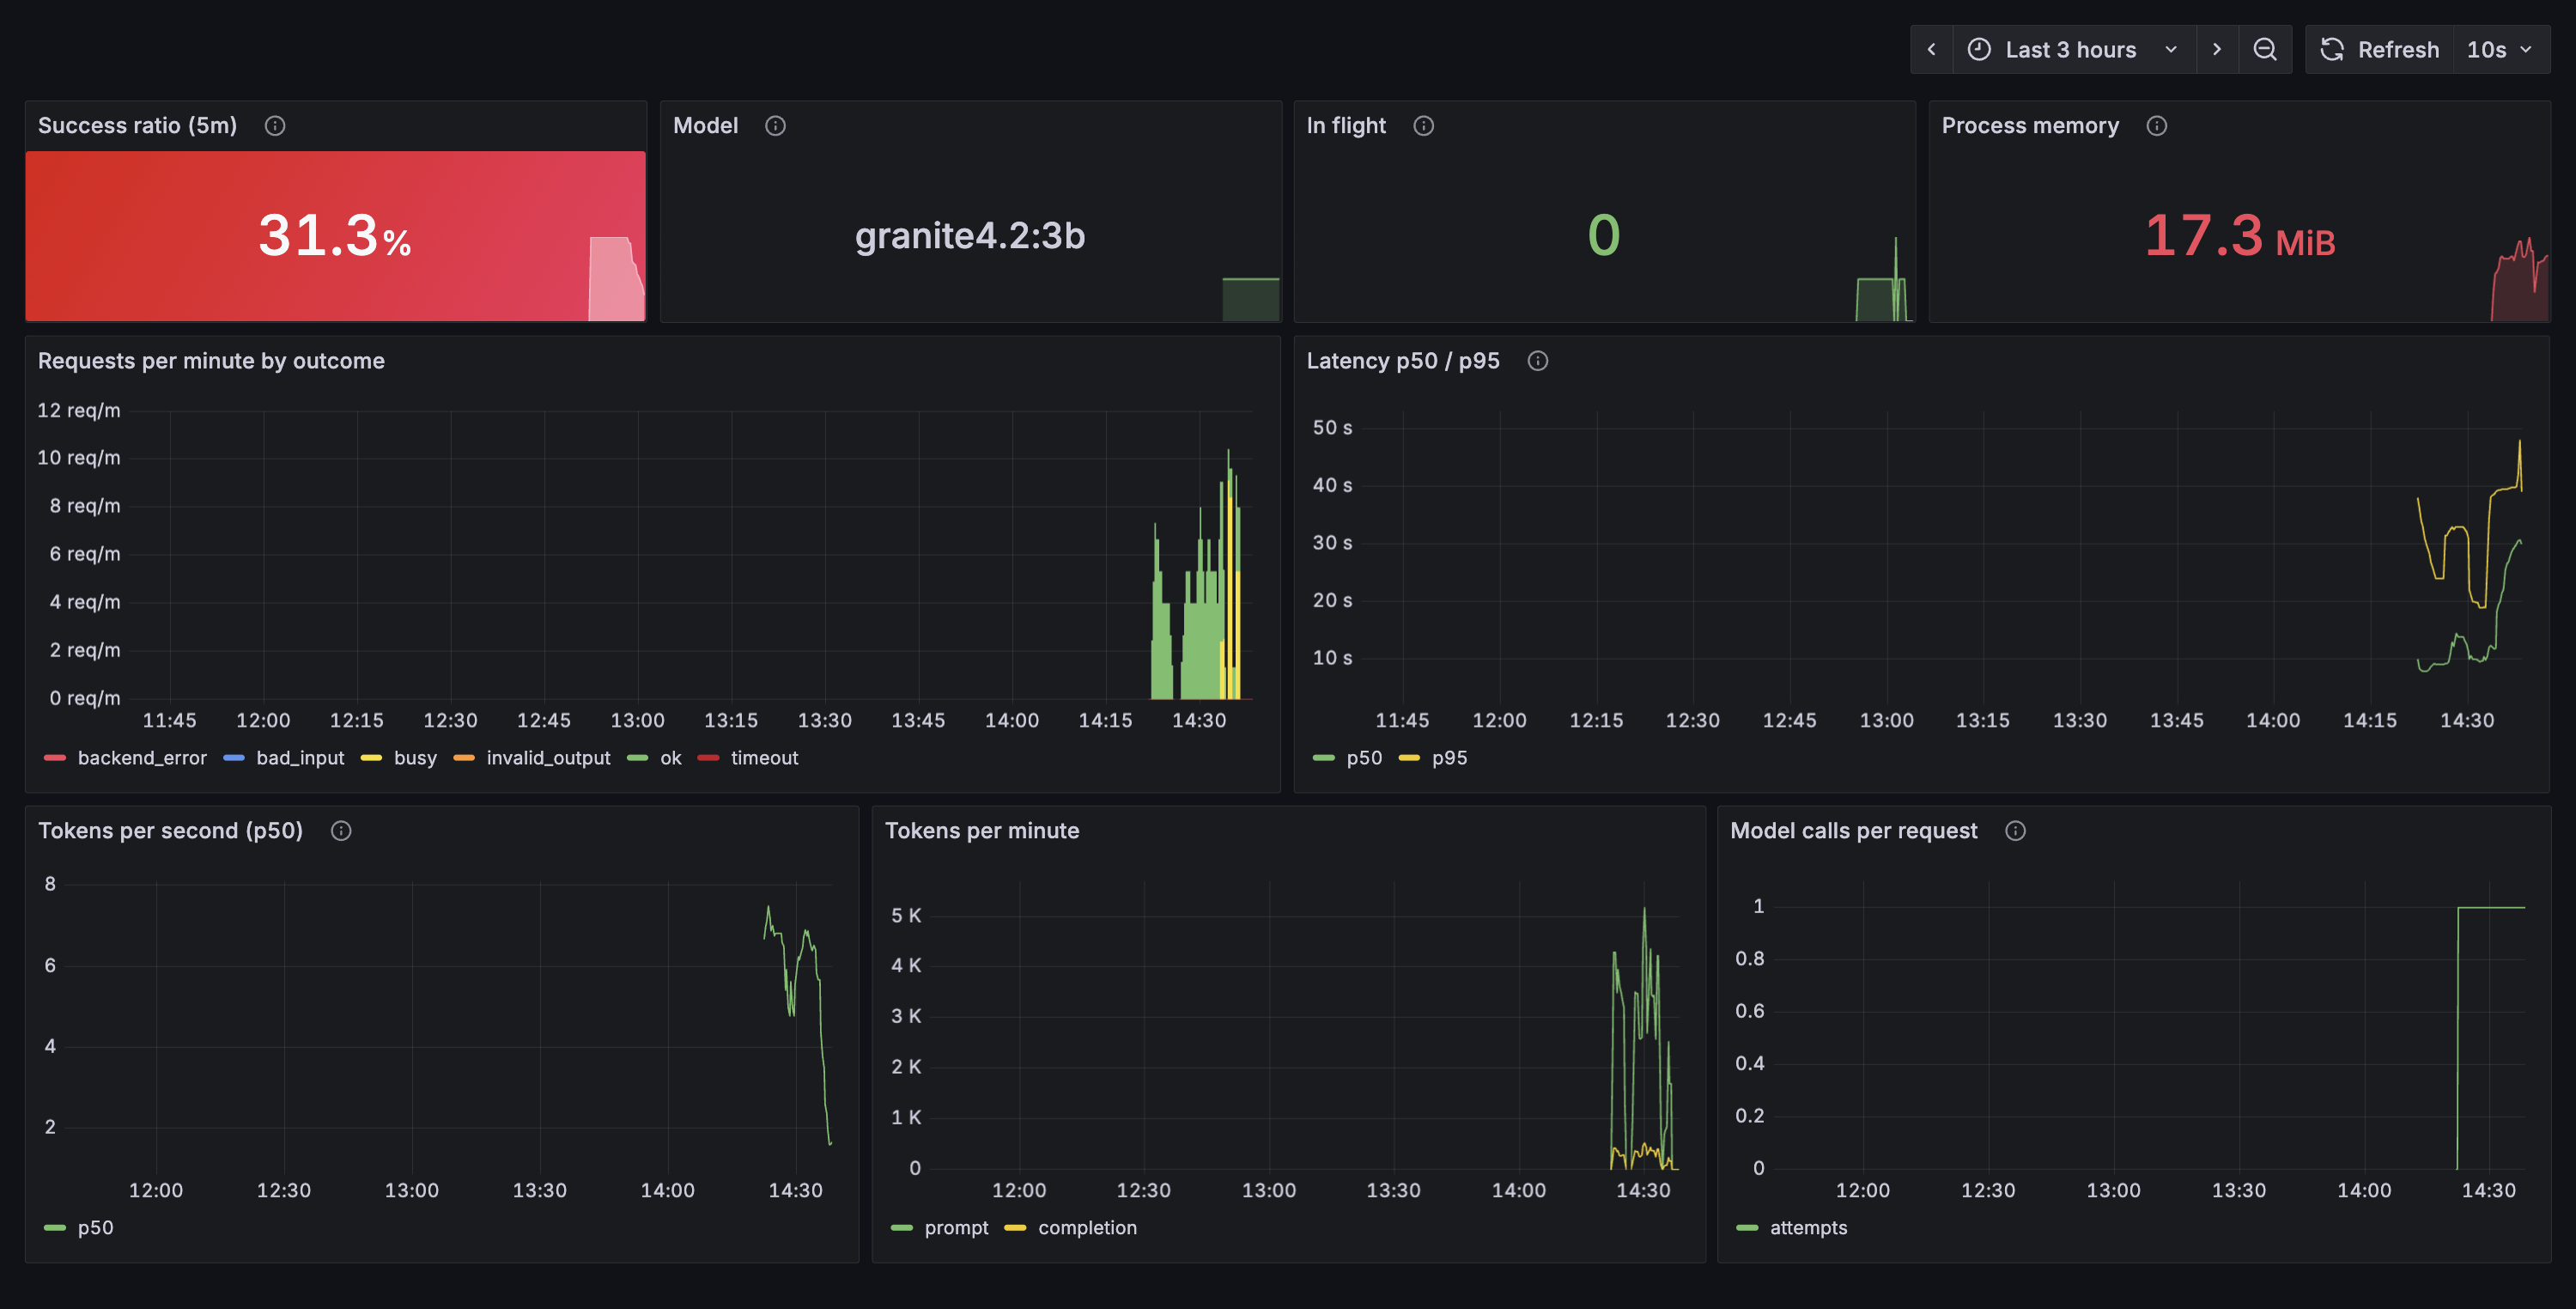 Last 3 hours Refresh 10s
Success ratio (5m) Model In flight Process memory
31.3% granite4.2:3b 0 17.3 MiB
Requests per minute by outcome
12 req/m
10 req/m
8 req/m
6 req/m
4 req/m
2 req/m
0 req/m
11:45 12:00 12:15 12:30 12:45 13:00 13:15 13:30 13:45 14:00 14:15 14:30
backend_error bad_input busy invalid_output ok timeout
Latency p50 / p95
50 s
40 s
30 s
20 s
10 s
11:45 12:00 12:15 12:30 12:45 13:00 13:15 13:30 13:45 14:00 14:15 14:30
p50 p95
Tokens per second (p50)
8
6
4
2
12:00 12:30 13:00 13:30 14:00 14:30
p50
Tokens per minute
5 K
4 K
3 K
2 K
1 K
0
12:00 12:30 13:00 13:30 14:00 14:30
prompt completion
Model calls per request
1
0.8
0.6
0.4
0.2
0
12:00 12:30 13:00 13:30 14:00 14:30
attempts